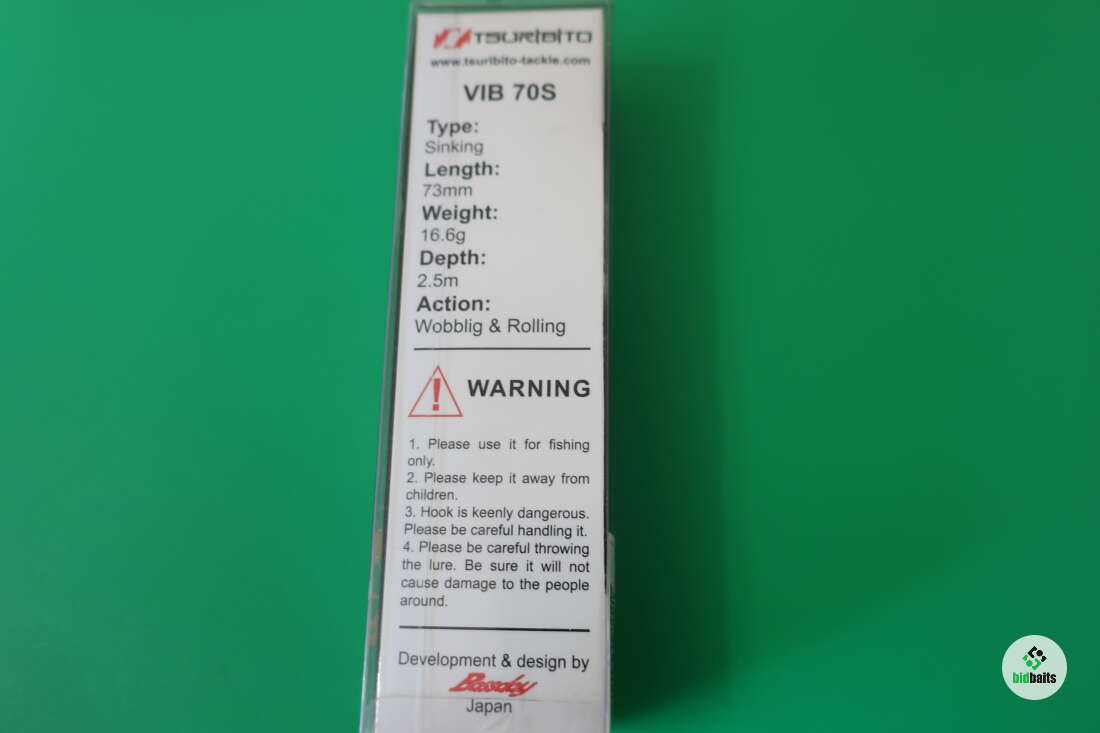 TSURIBITO
www.tsuribito-tackle.com
VIB 70S
Type:
Sinking
Length:
73mm
Weight:
16.6g
Depth:
2.5m
Action:
Wobblig & Rolling
WARNING
1. Please use it for fishing
only.
2. Please keep it away from
children.
3. Hook is keenly dangerous.
Please be careful handling it.
4. Please be careful throwing
the lure. Be sure it will not
cause damage to the people
around.
Development & design by
Bassday
Japan
bidbaits